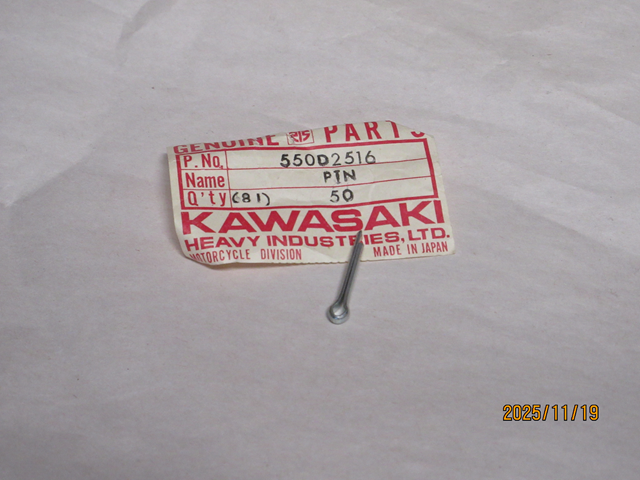 GENUINE PARTS
P. No. 550D2516
Name PIN
Q'ty (81) 50
KAWASAKI
HEAVY INDUSTRIES, LTD.
MOTORCYCLE DIVISION MADE IN JAPAN
2025/11/19